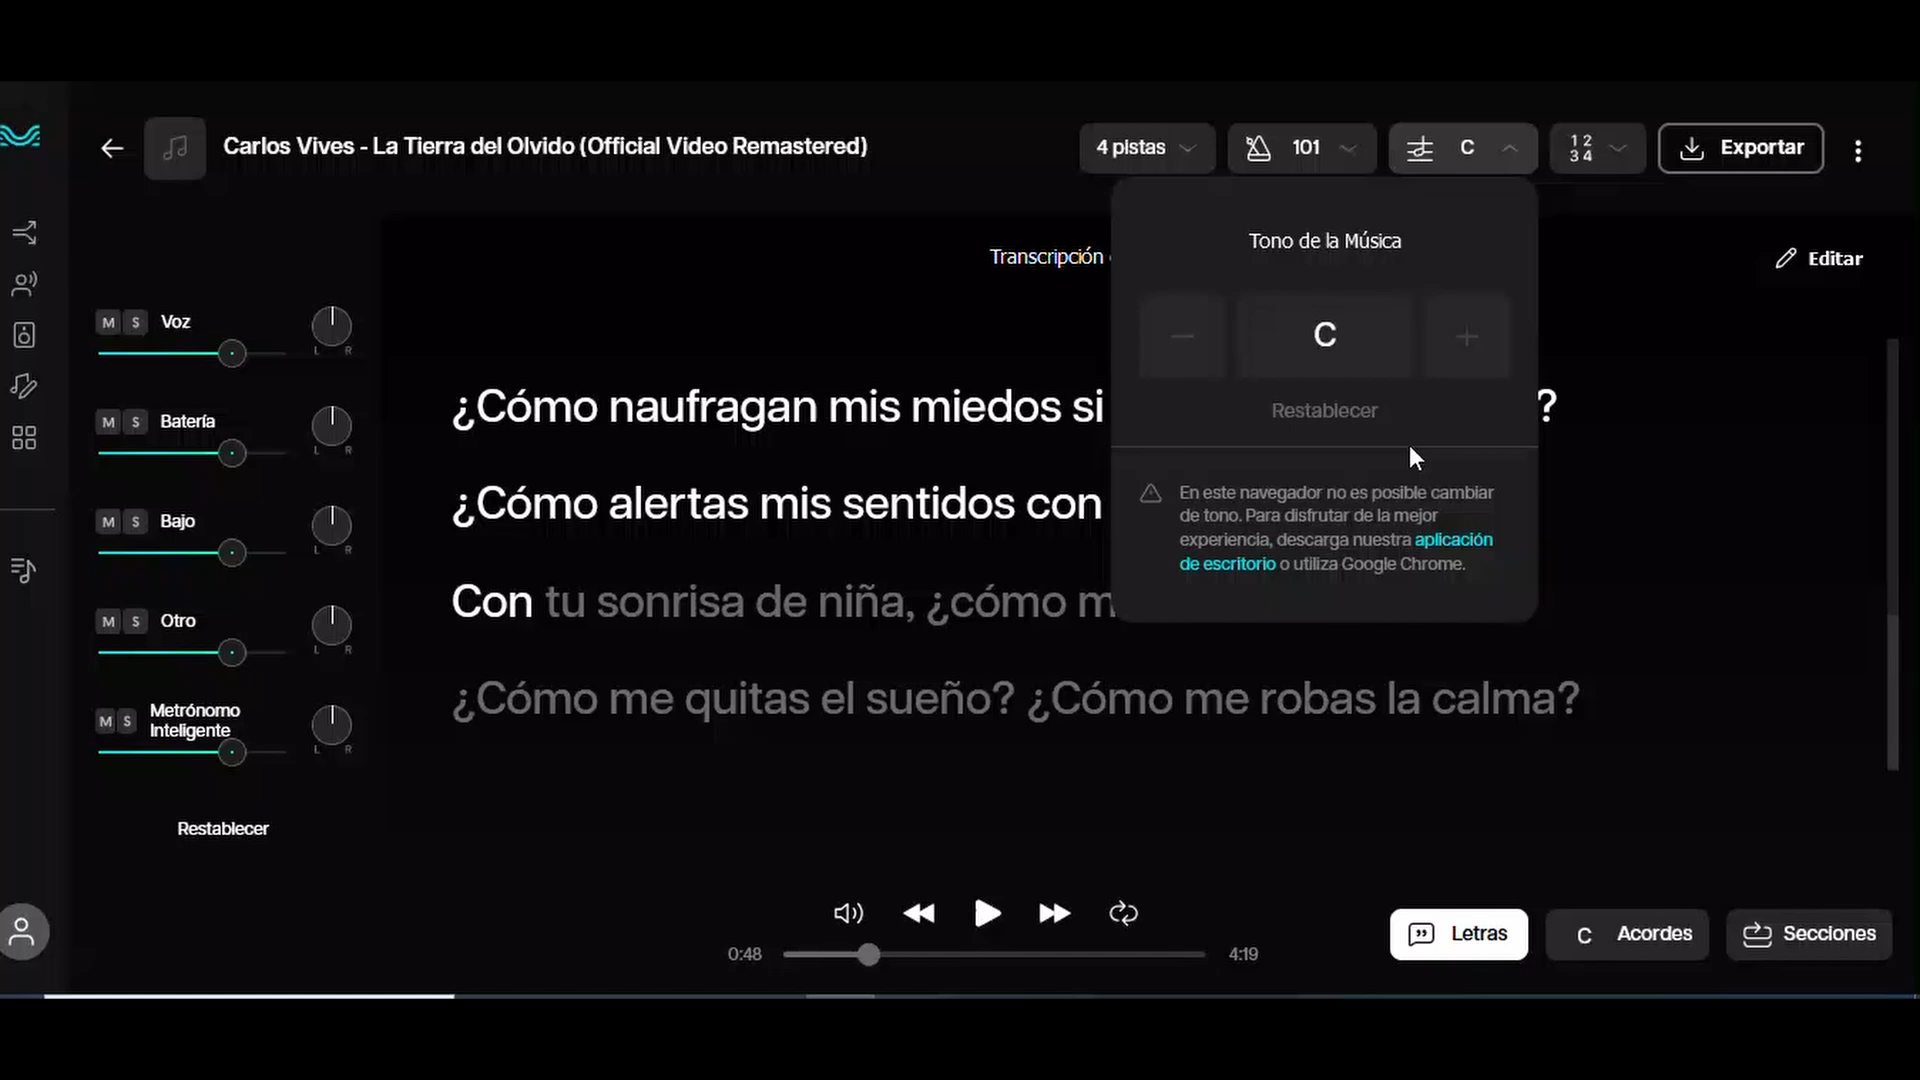 Carlos Vives - La Tierra del Olvido (Official Video Remastered)
4 pistas
101
C
1 2
3 4
Exportar
Tono de la Música
C
Restablecer
En este navegador no es posible cambiar
de tono. Para disfrutar de la mejor
experiencia, descarga nuestra aplicación
de escritorio o utiliza Google Chrome.
Transcripción
Editar
M S Voz
L R
M S Batería
L R
M S Bajo
L R
M S Otro
L R
M S Metrónomo
Inteligente
L R
Restablecer
¿Cómo naufragan mis miedos si ?
¿Cómo alertas mis sentidos con
Con tu sonrisa de niña, ¿cómo m
¿Cómo me quitas el sueño? ¿Cómo me robas la calma?
0:48
4:19
Letras
C Acordes
Secciones